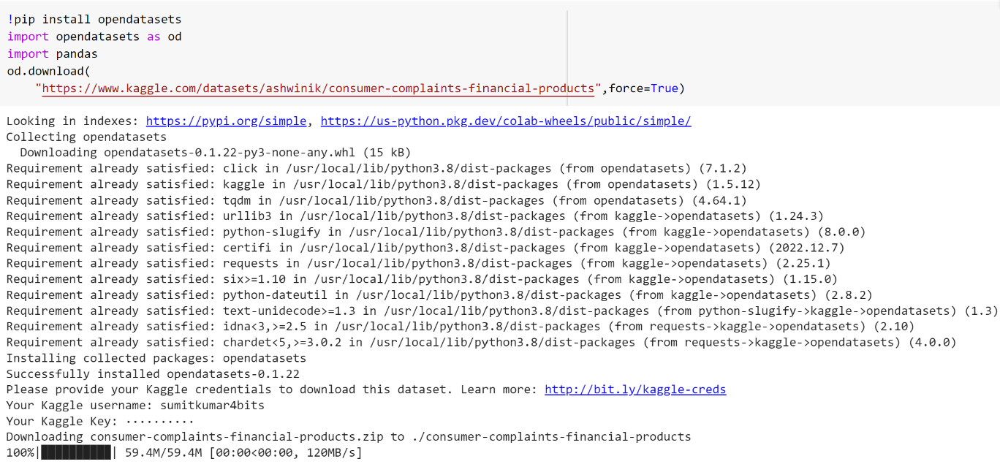 !pip install opendatasets
import opendatasets as od
import pandas
od.download(
"https://www.kaggle.com/datasets/ashwinik/consumer-complaints-financial-products",force=True)
Looking in indexes: https://pypi.org/simple, https://us-python.pkg.dev/colab-wheels/public/simple/
Collecting opendatasets
Downloading opendatasets-0.1.22-py3-none-any.whl (15 kB)
Requirement already satisfied: click in /usr/local/lib/python3.8/dist-packages (from opendatasets) (7.1.2)
Requirement already satisfied: kaggle in /usr/local/lib/python3.8/dist-packages (from opendatasets) (1.5.12)
Requirement already satisfied: tqdm in /usr/local/lib/python3.8/dist-packages (from opendatasets) (4.64.1)
Requirement already satisfied: urllib3 in /usr/local/lib/python3.8/dist-packages (from kaggle->opendatasets) (1.24.3)
Requirement already satisfied: python-slugify in /usr/local/lib/python3.8/dist-packages (from kaggle->opendatasets) (8.0.0)
Requirement already satisfied: certifi in /usr/local/lib/python3.8/dist-packages (from kaggle->opendatasets) (2022.12.7)
Requirement already satisfied: requests in /usr/local/lib/python3.8/dist-packages (from kaggle->opendatasets) (2.25.1)
Requirement already satisfied: six>=1.10 in /usr/local/lib/python3.8/dist-packages (from kaggle->opendatasets) (1.15.0)
Requirement already satisfied: python-dateutil in /usr/local/lib/python3.8/dist-packages (from kaggle->opendatasets) (2.8.2)
Requirement already satisfied: text-unidecode>=1.3 in /usr/local/lib/python3.8/dist-packages (from python-slugify->kaggle->opendatasets) (1.3)
Requirement already satisfied: idna<3,>=2.5 in /usr/local/lib/python3.8/dist-packages (from requests->kaggle->opendatasets) (2.10)
Requirement already satisfied: chardet<5,>=3.0.2 in /usr/local/lib/python3.8/dist-packages (from requests->kaggle->opendatasets) (4.0.0)
Installing collected packages: opendatasets
Successfully installed opendatasets-0.1.22
Please provide your Kaggle credentials to download this dataset. Learn more: http://bit.ly/kaggle-creds
Your Kaggle username: sumitkumar4bits
Your Kaggle Key: ··········
Downloading consumer-complaints-financial-products.zip to ./consumer-complaints-financial-products
100%|██████████| 59.4M/59.4M [00:00<00:00, 120MB/s]